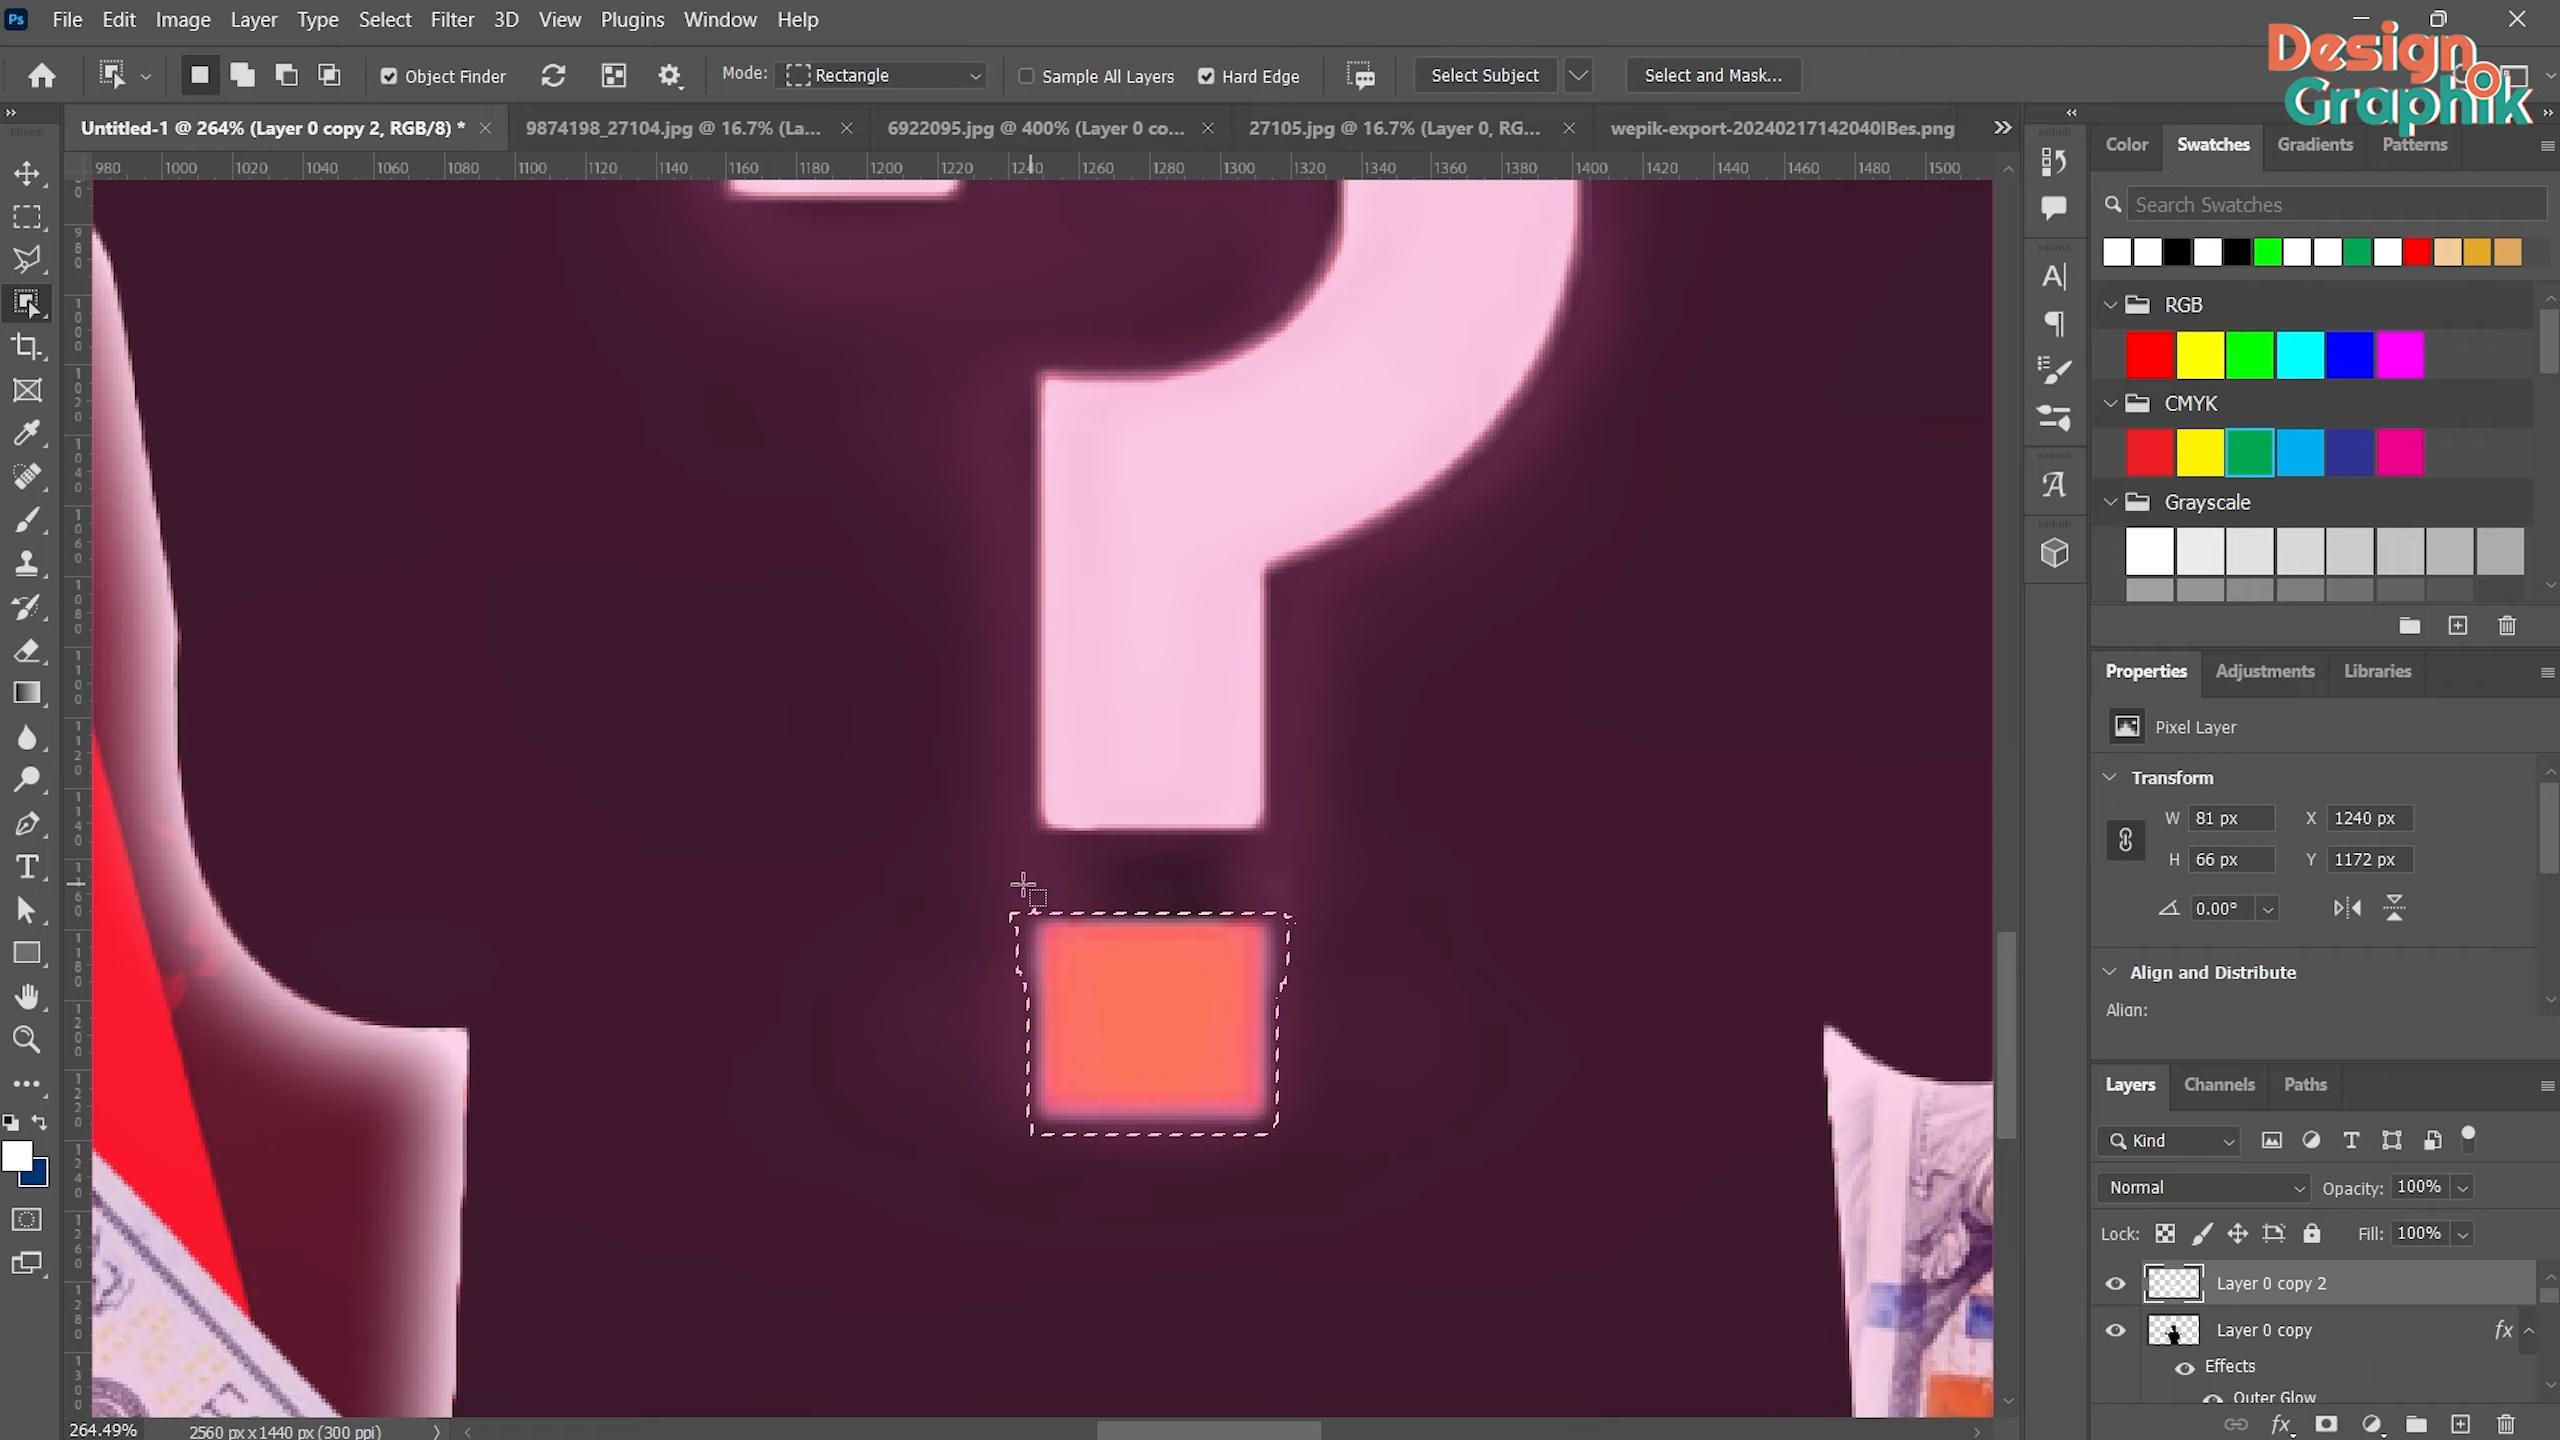 Ps File Edit Image Layer Select Filter 3D View Plugins Window Help
Design
Graphik
Object Finder Mode: Rectangle Sample All Layers Hard Edge Select Subject Select and Mask...
Untitled-1 @ 264% (Layer 0 copy 2, RGB/8) * 9874198_27104.jpg @ 16.7% (La... 6922095.jpg @ 400% (Layer 0 co... 27105.jpg @ 16.7% (Layer 0, RG... wepik-export-20240217142040IBes.png
Color Swatches Gradients Patterns
980 1000 1020 1040 1060 1080 1100 1120 1140 1160 1180 1200 1220 1240 1260 1280 1300 1320 1340 1360 1380 1400 1420 1440 1460 1480 1500
Search Swatches
RGB
CMYK
Grayscale
Properties Adjustments Libraries
Pixel Layer
Transform
W 81 px X 1240 px
H 66 px Y 1172 px
0.00°
Align and Distribute
Align:
Layers Channels Paths
Kind
Normal Opacity: 100%
Lock: Fill: 100%
Layer 0 copy 2
Layer 0 copy fx
Effects
Outer Glow
264.49% 2560 px x 1440 px (300 ppi)
?